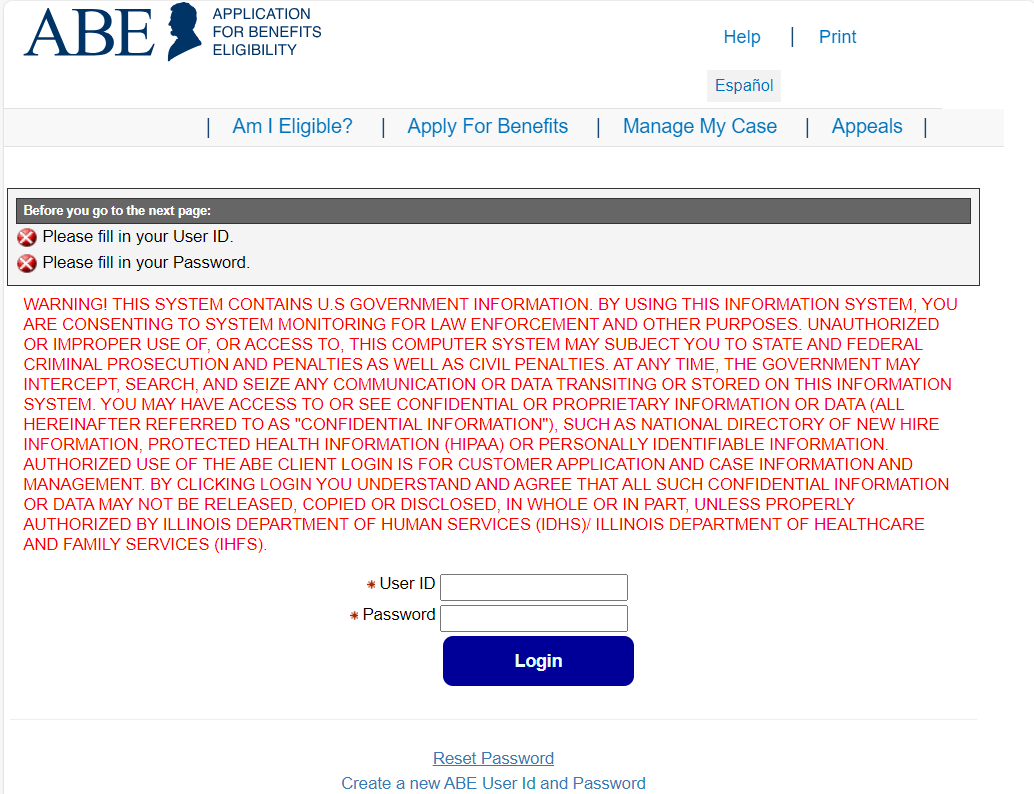 ABE
APPLICATION
FOR BENEFITS
ELIGIBILITY
Help | Print
Español
| Am I Eligible? | Apply For Benefits | Manage My Case | Appeals |
Before you go to the next page:
Please fill in your User ID.
Please fill in your Password.
WARNING! THIS SYSTEM CONTAINS U.S GOVERNMENT INFORMATION. BY USING THIS INFORMATION SYSTEM, YOU
ARE CONSENTING TO SYSTEM MONITORING FOR LAW ENFORCEMENT AND OTHER PURPOSES. UNAUTHORIZED
OR IMPROPER USE OF, OR ACCESS TO, THIS COMPUTER SYSTEM MAY SUBJECT YOU TO STATE AND FEDERAL
CRIMINAL PROSECUTION AND PENALTIES AS WELL AS CIVIL PENALTIES. AT ANY TIME, THE GOVERNMENT MAY
INTERCEPT, SEARCH, AND SEIZE ANY COMMUNICATION OR DATA TRANSITING OR STORED ON THIS INFORMATION
SYSTEM. YOU MAY HAVE ACCESS TO OR SEE CONFIDENTIAL OR PROPRIETARY INFORMATION OR DATA (ALL
HEREINAFTER REFERRED TO AS "CONFIDENTIAL INFORMATION"), SUCH AS NATIONAL DIRECTORY OF NEW HIRE
INFORMATION, PROTECTED HEALTH INFORMATION (HIPAA) OR PERSONALLY IDENTIFIABLE INFORMATION.
AUTHORIZED USE OF THE ABE CLIENT LOGIN IS FOR CUSTOMER APPLICATION AND CASE INFORMATION AND
MANAGEMENT. BY CLICKING LOGIN YOU UNDERSTAND AND AGREE THAT ALL SUCH CONFIDENTIAL INFORMATION
OR DATA MAY NOT BE RELEASED, COPIED OR DISCLOSED, IN WHOLE OR IN PART, UNLESS PROPERLY
AUTHORIZED BY ILLINOIS DEPARTMENT OF HUMAN SERVICES (IDHS)/ ILLINOIS DEPARTMENT OF HEALTHCARE
AND FAMILY SERVICES (IHFS).
* User ID
* Password
Login
Reset Password
Create a new ABE User Id and Password